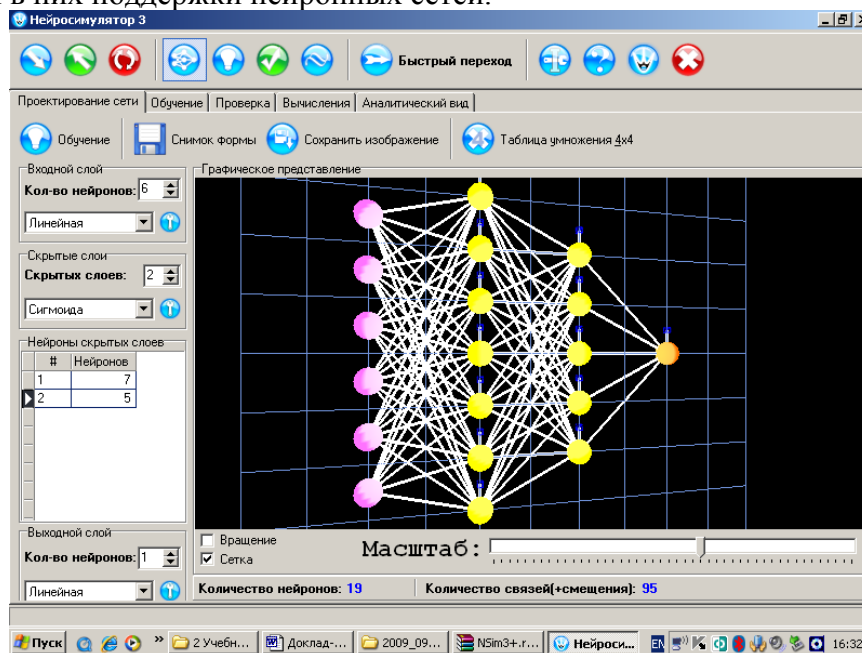 в них поддержки нейронных сетей.
Нейросимулятор 3
Быстрый переход
Проектирование сети Обучение Проверка Вычисления Аналитический вид
Обучение Снимок формы Сохранить изображение Таблица умножения 4x4
Входной слой
Кол-во нейронов: 6
Линейная
Скрытые слои
Скрытых слоев: 2
Сигмоида
Нейроны скрытых слоев
# Нейронов
1 7
2 5
Выходной слой
Кол-во нейронов: 1
Линейная
Графическое представление
Вращение
Сетка
Масштаб:
Количество нейронов: 19 Количество связей(+смещения): 95
Пуск » 2 Учебн... Доклад-... 2009_09... NSim3+.r... Нейроси... EN 16:32